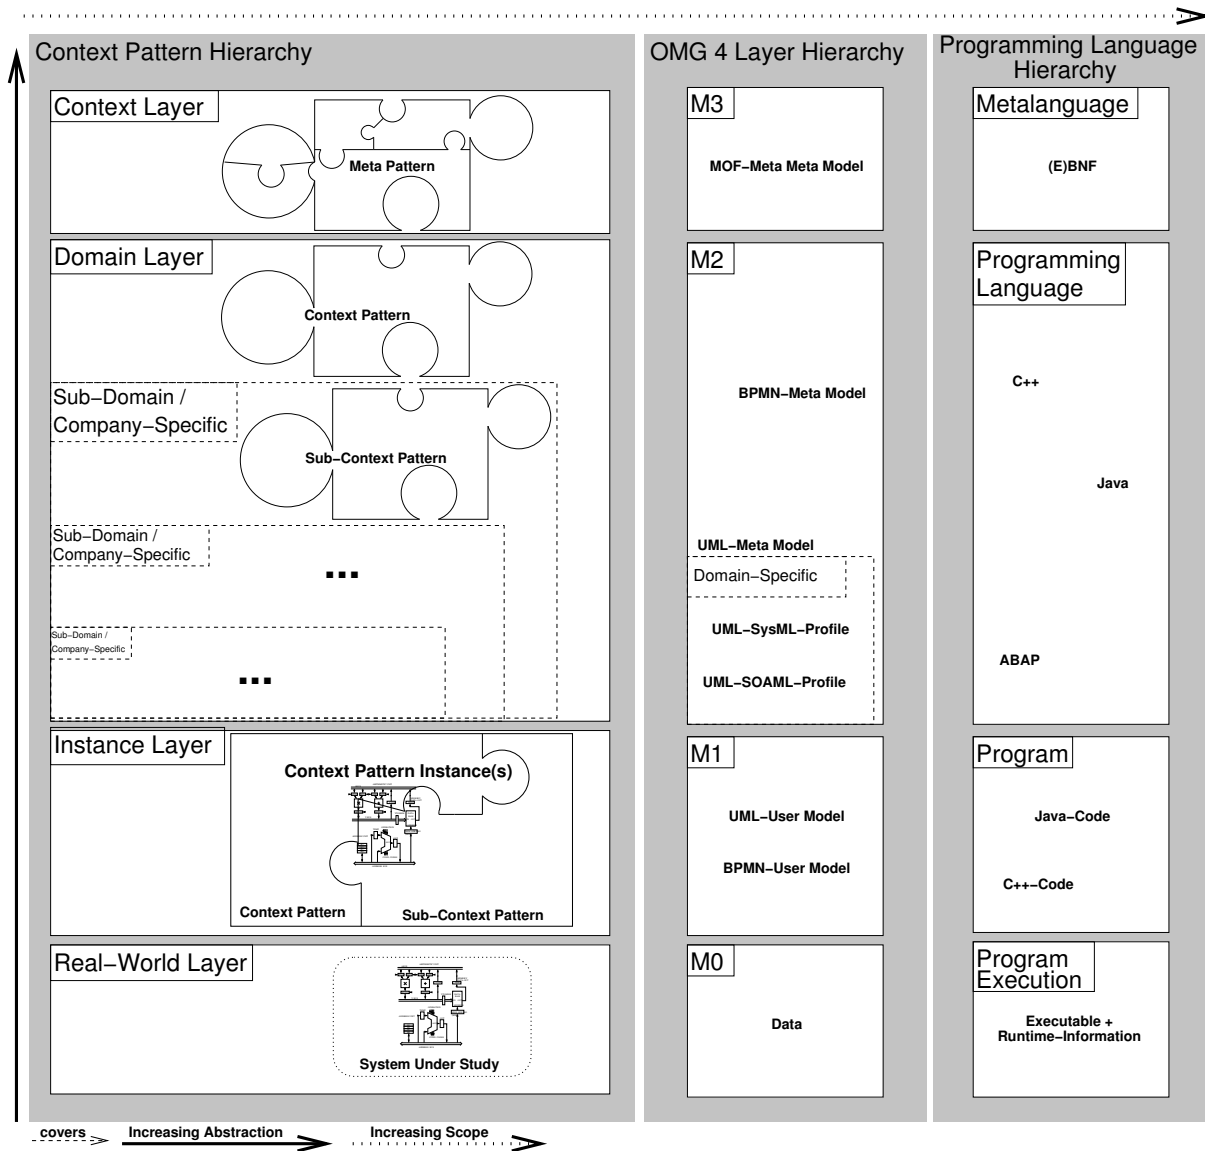 Context Pattern Hierarchy
Context Layer
Meta Pattern
Domain Layer
Context Pattern
Sub−Domain /
Company−Specific
Sub−Context Pattern
Sub−Domain /
Company−Specific
...
Sub−Domain /
Company−Specific
...
Instance Layer
Context Pattern Instance(s)
Context Pattern
Sub−Context Pattern
Real−World Layer
System Under Study
OMG 4 Layer Hierarchy
M3
MOF−Meta Meta Model
M2
BPMN−Meta Model
UML−Meta Model
Domain−Specific
UML−SysML−Profile
UML−SOAML−Profile
M1
UML−User Model
BPMN−User Model
M0
Data
Programming Language
Hierarchy
Metalanguage
(E)BNF
Programming
Language
C++
Java
ABAP
Program
Java−Code
C++−Code
Program
Execution
Executable +
Runtime−Information
covers
Increasing Abstraction
Increasing Scope